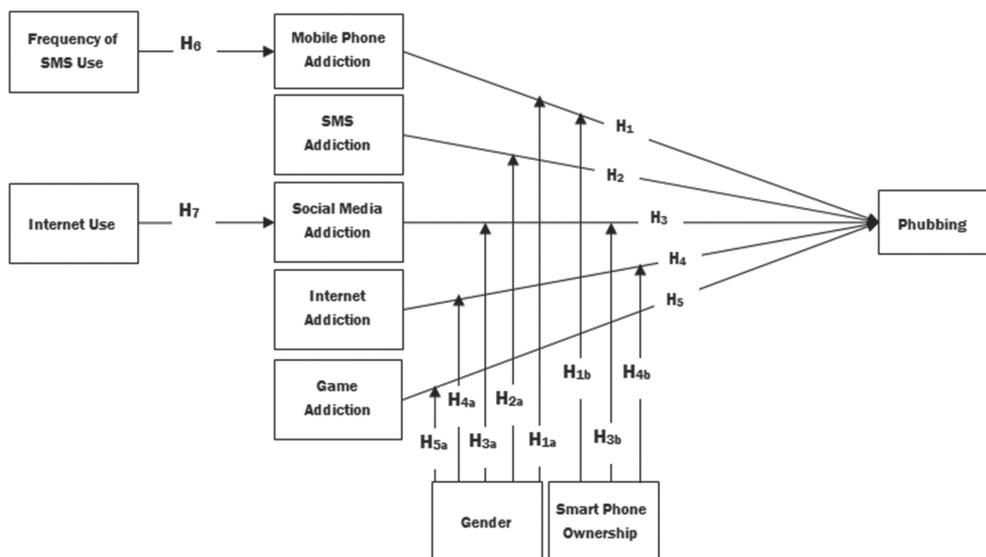 Frequency of
SMS Use
H6
Mobile Phone
Addiction
SMS
Addiction
H1
H2
Internet Use
H7
Social Media
Addiction
H3
Phubbing
Internet
Addiction
H4
H5
Game
Addiction
H5a
H4a
H3a
H2a
H1a
H1b
H3b
H4b
Gender
Smart Phone
Ownership